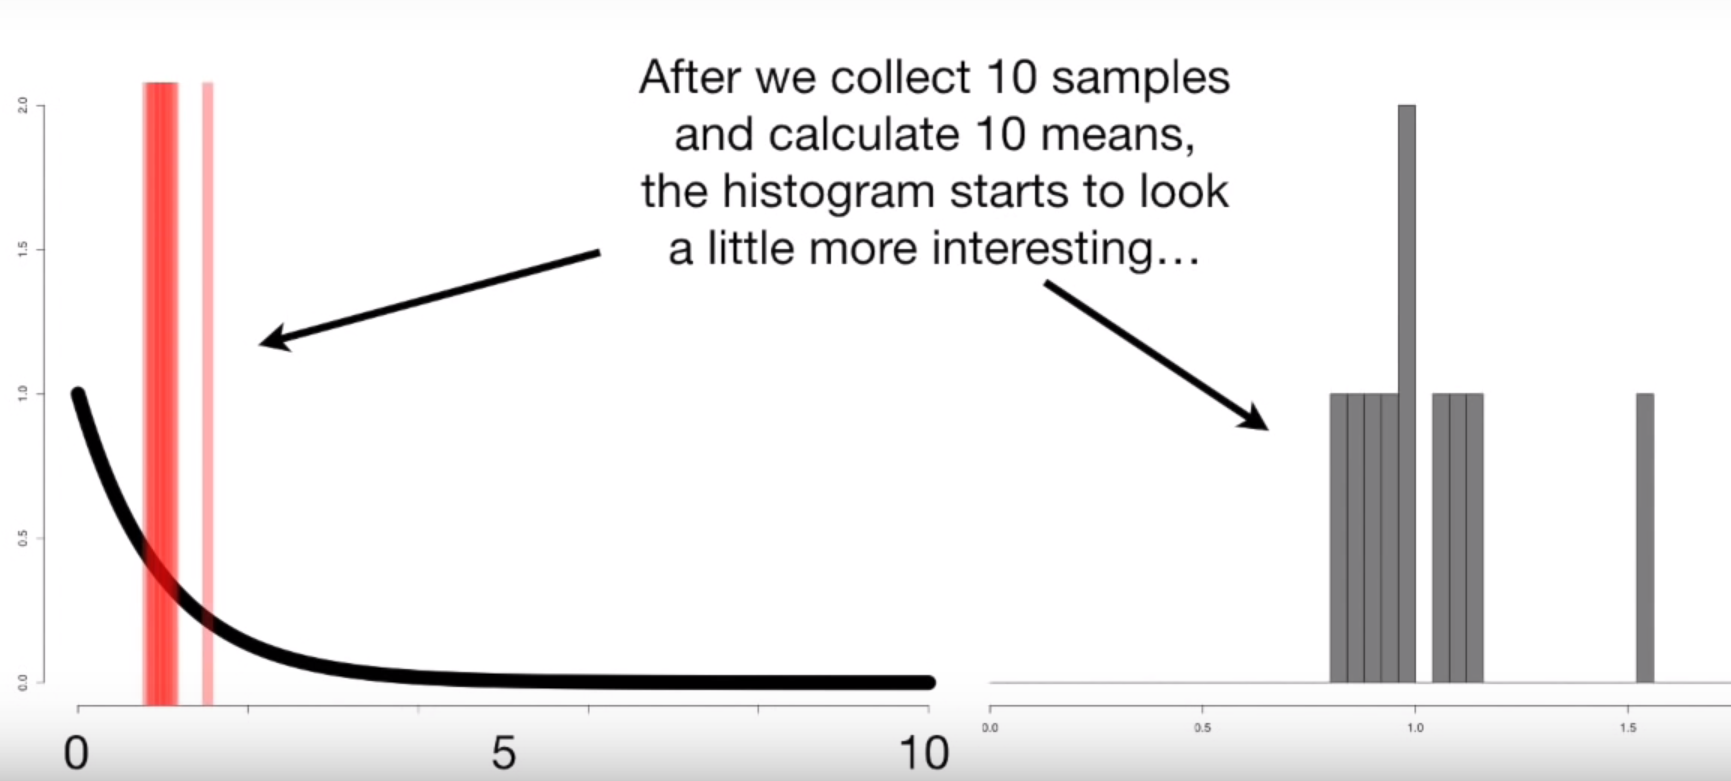 After we collect 10 samples
and calculate 10 means,
the histogram starts to look
a little more interesting…
2.0
1.5
1.0
0.5
0.0
0 5 10
0.0 0.5 1.0 1.5